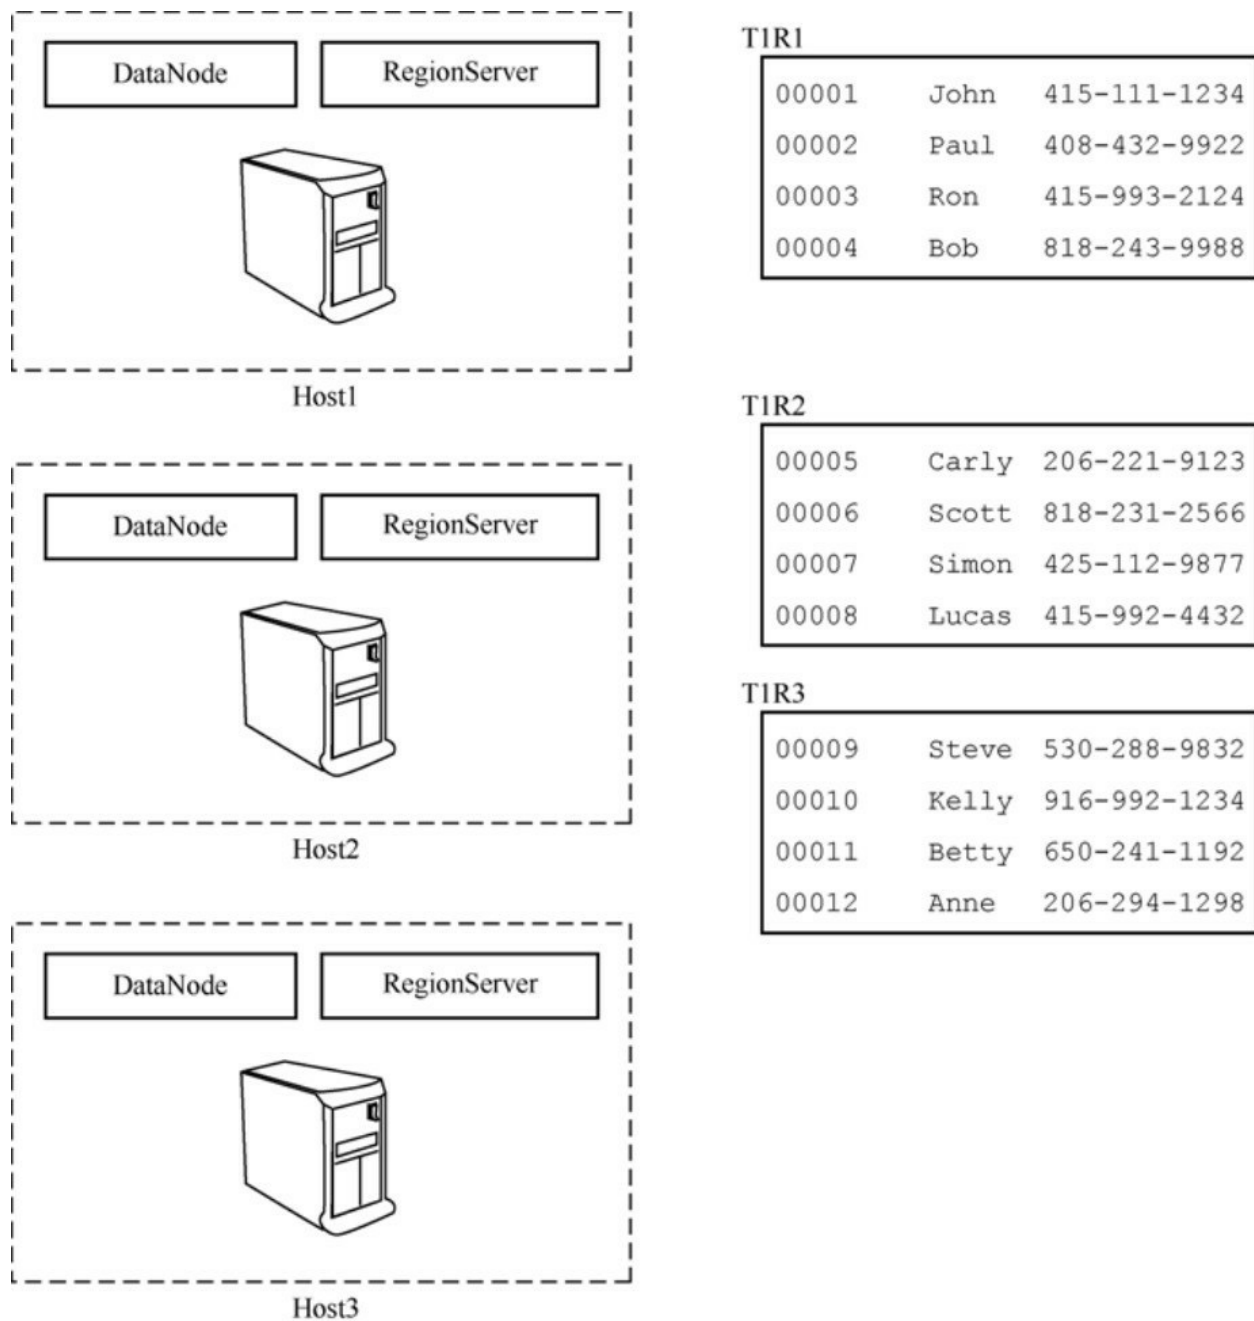 DataNode RegionServer
Host1
DataNode RegionServer
Host2
DataNode RegionServer
Host3
T1R1
00001 John 415-111-1234
00002 Paul 408-432-9922
00003 Ron 415-993-2124
00004 Bob 818-243-9988
T1R2
00005 Carly 206-221-9123
00006 Scott 818-231-2566
00007 Simon 425-112-9877
00008 Lucas 415-992-4432
T1R3
00009 Steve 530-288-9832
00010 Kelly 916-992-1234
00011 Betty 650-241-1192
00012 Anne 206-294-1298